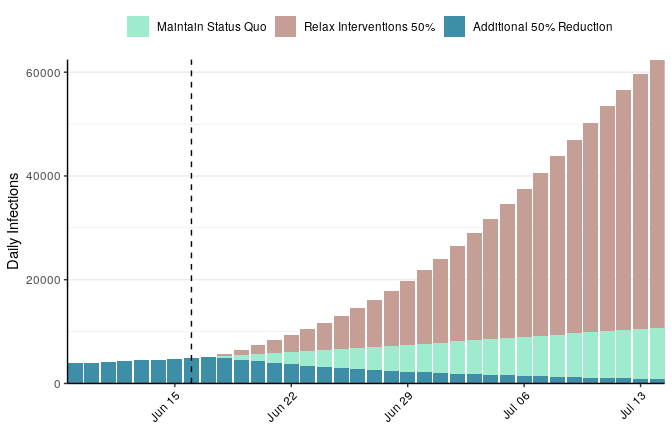 Maintain Status Quo Relax Interventions 50% Additional 50% Reduction
Daily Infections
60000
40000
20000
0
Jun 15 Jun 22 Jun 29 Jul 06 Jul 13